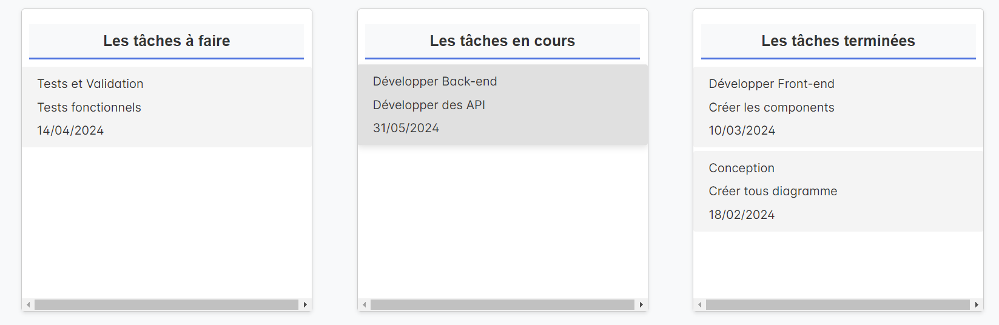 Les tâches à faire
Tests et Validation
Tests fonctionnels
14/04/2024
Les tâches en cours
Développer Back-end
Développer des API
31/05/2024
Les tâches terminées
Développer Front-end
Créer les components
10/03/2024
Conception
Créer tous diagramme
18/02/2024